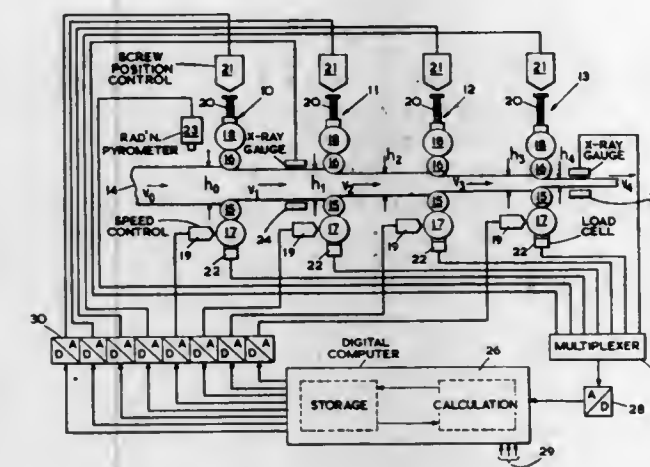 SCREW
POSITION
CONTROL
21 21 21 21
20 10 20 11 20 12 20 13
23
RAD'N.
PYROMETER
18 18 18 18
X-RAY
GAUGE
X-RAY
GAUGE
16 16 16 16
14 V0 h0 V1 h1 V2 h2 V3 h3 h4 V4
15 15 15 15
SPEED
CONTROL
24
17 17 17 17
19 19 19 19
22 22 22 22
LOAD
CELL
30
D A D A D A D A D A D A D A D A
DIGITAL
COMPUTER
26
STORAGE
CALCULATION
MULTIPLEXER
A
D
28
29